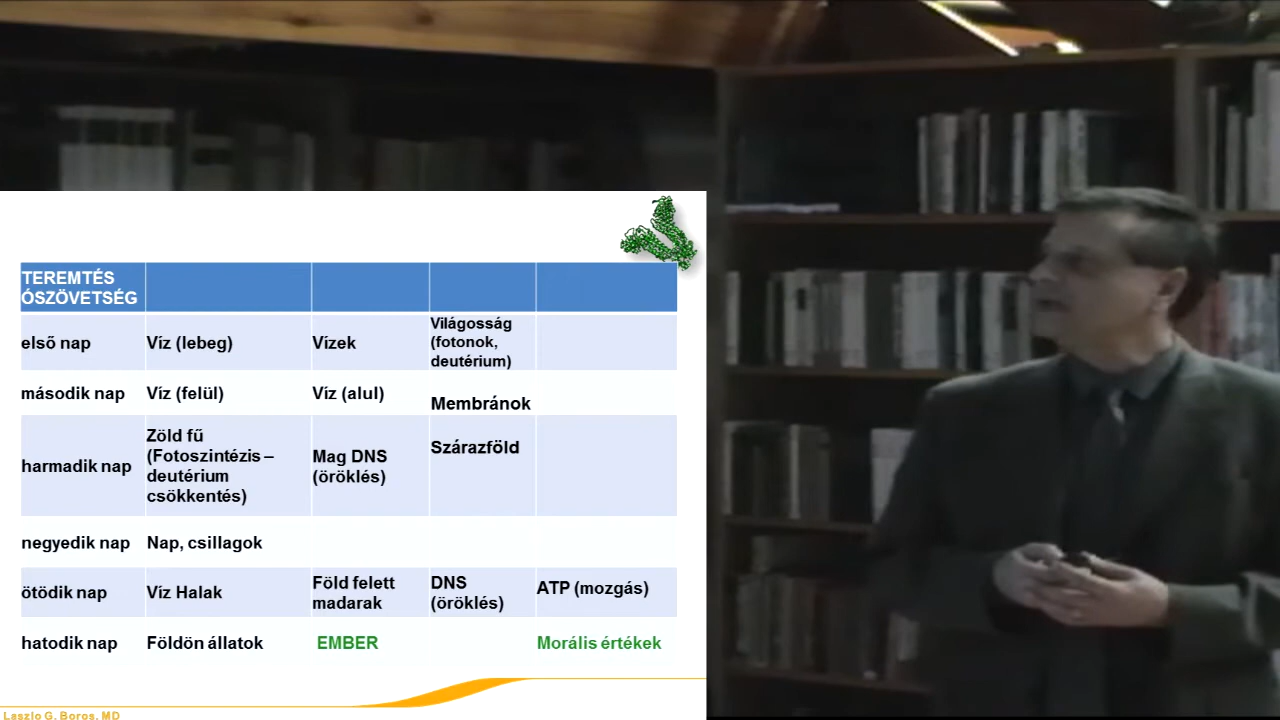 TEREMTÉS
ÓSZÖVETSÉG
első nap
Víz (lebeg)
Vizek
Világosság
(fotonok,
deutérium)
második nap
Víz (felül)
Víz (alul)
Membránok
harmadik nap
Zöld fű
(Fotoszintézis –
deutérium
csökkentés)
Mag DNS
(öröklés)
Szárazföld
negyedik nap
Nap, csillagok
ötödik nap
Víz Halak
Föld felett
madarak
DNS
(öröklés)
ATP (mozgás)
hatodik nap
Földön állatok
EMBER
Morális értékek
Laszlo G. Boros, MD